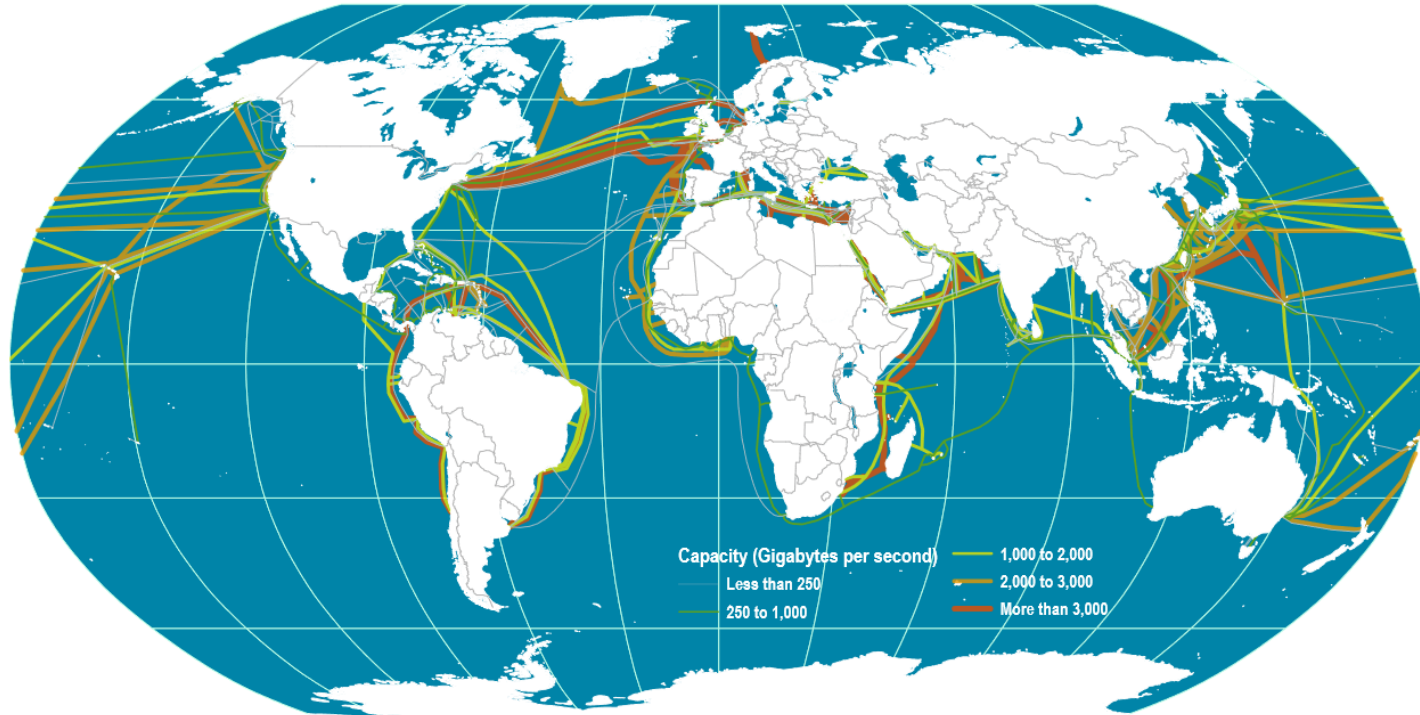 Capacity (Gigabytes per second)
Less than 250
250 to 1,000
1,000 to 2,000
2,000 to 3,000
More than 3,000